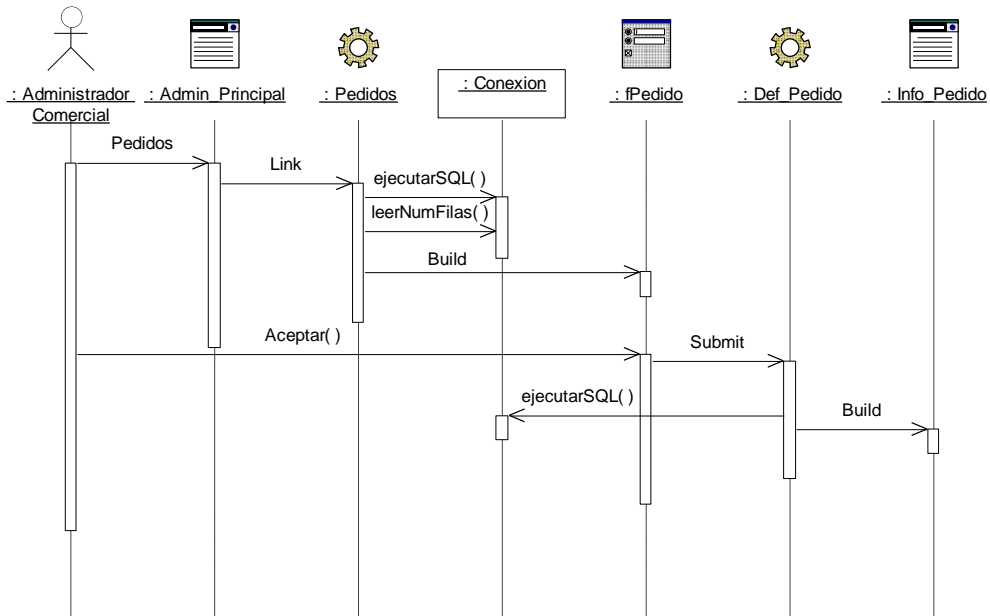 : Administrador
Comercial
: Admin_Principal
: Pedidos
: Conexion
: fPedido
: Def_Pedido
: Info_Pedido
Pedidos
Link
ejecutarSQL( )
leerNumFilas( )
Build
Aceptar( )
Submit
ejecutarSQL( )
Build